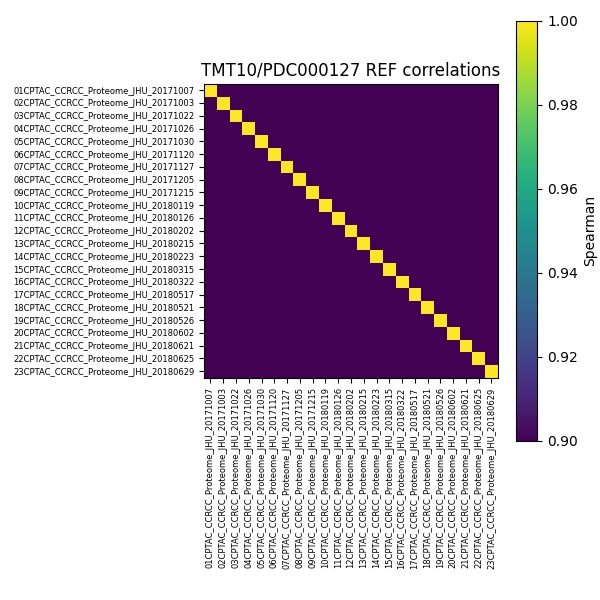 TMT10/PDC000127 REF correlations
01CPTAC_CCRCC_Proteome_JHU_20171007
02CPTAC_CCRCC_Proteome_JHU_20171003
03CPTAC_CCRCC_Proteome_JHU_20171022
04CPTAC_CCRCC_Proteome_JHU_20171026
05CPTAC_CCRCC_Proteome_JHU_20171030
06CPTAC_CCRCC_Proteome_JHU_20171120
07CPTAC_CCRCC_Proteome_JHU_20171127
08CPTAC_CCRCC_Proteome_JHU_20171205
09CPTAC_CCRCC_Proteome_JHU_20171215
10CPTAC_CCRCC_Proteome_JHU_20180119
11CPTAC_CCRCC_Proteome_JHU_20180126
12CPTAC_CCRCC_Proteome_JHU_20180202
13CPTAC_CCRCC_Proteome_JHU_20180215
14CPTAC_CCRCC_Proteome_JHU_20180223
15CPTAC_CCRCC_Proteome_JHU_20180315
16CPTAC_CCRCC_Proteome_JHU_20180322
17CPTAC_CCRCC_Proteome_JHU_20180517
18CPTAC_CCRCC_Proteome_JHU_20180521
19CPTAC_CCRCC_Proteome_JHU_20180526
20CPTAC_CCRCC_Proteome_JHU_20180602
21CPTAC_CCRCC_Proteome_JHU_20180621
22CPTAC_CCRCC_Proteome_JHU_20180625
23CPTAC_CCRCC_Proteome_JHU_20180629
01CPTAC_CCRCC_Proteome_JHU_20171007
02CPTAC_CCRCC_Proteome_JHU_20171003
03CPTAC_CCRCC_Proteome_JHU_20171022
04CPTAC_CCRCC_Proteome_JHU_20171026
05CPTAC_CCRCC_Proteome_JHU_20171030
06CPTAC_CCRCC_Proteome_JHU_20171120
07CPTAC_CCRCC_Proteome_JHU_20171127
08CPTAC_CCRCC_Proteome_JHU_20171205
09CPTAC_CCRCC_Proteome_JHU_20171215
10CPTAC_CCRCC_Proteome_JHU_20180119
11CPTAC_CCRCC_Proteome_JHU_20180126
12CPTAC_CCRCC_Proteome_JHU_20180202
13CPTAC_CCRCC_Proteome_JHU_20180215
14CPTAC_CCRCC_Proteome_JHU_20180223
15CPTAC_CCRCC_Proteome_JHU_20180315
16CPTAC_CCRCC_Proteome_JHU_20180322
17CPTAC_CCRCC_Proteome_JHU_20180517
18CPTAC_CCRCC_Proteome_JHU_20180521
19CPTAC_CCRCC_Proteome_JHU_20180526
20CPTAC_CCRCC_Proteome_JHU_20180602
21CPTAC_CCRCC_Proteome_JHU_20180621
22CPTAC_CCRCC_Proteome_JHU_20180625
23CPTAC_CCRCC_Proteome_JHU_20180629
1.00
0.98
0.96
0.94
0.92
0.90
Spearman